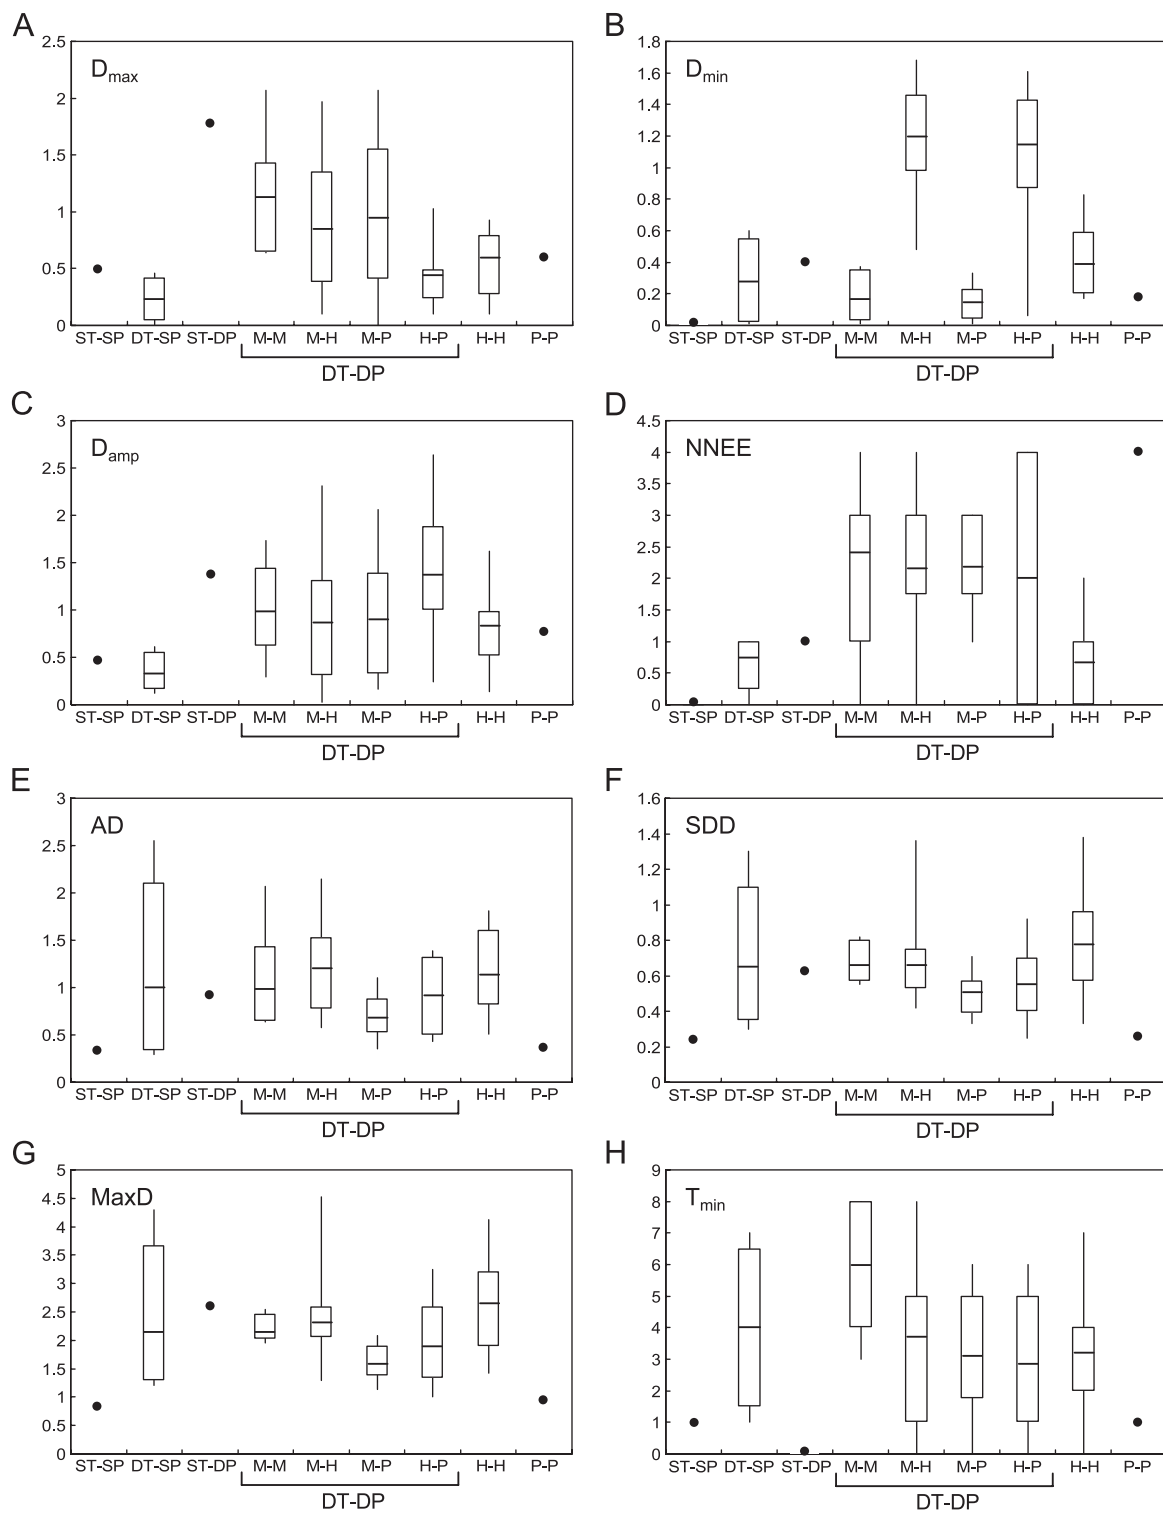 A
D_max
2.5
2
1.5
1
0.5
0
ST-SP DT-SP ST-DP M-M M-H M-P H-P H-H P-P
DT-DP
B
D_min
1.8
1.6
1.4
1.2
1
0.8
0.6
0.4
0.2
0
ST-SP DT-SP ST-DP M-M M-H M-P H-P H-H P-P
DT-DP
C
D_amp
3
2.5
2
1.5
1
0.5
0
ST-SP DT-SP ST-DP M-M M-H M-P H-P H-H P-P
DT-DP
D
NNEE
4.5
4
3.5
3
2.5
2
1.5
1
0.5
0
ST-SP DT-SP ST-DP M-M M-H M-P H-P H-H P-P
DT-DP
E
AD
3
2.5
2
1.5
1
0.5
0
ST-SP DT-SP ST-DP M-M M-H M-P H-P H-H P-P
DT-DP
F
SDD
1.6
1.4
1.2
1
0.8
0.6
0.4
0.2
0
ST-SP DT-SP ST-DP M-M M-H M-P H-P H-H P-P
DT-DP
G
MaxD
5
4.5
4
3.5
3
2.5
2
1.5
1
0.5
0
ST-SP DT-SP ST-DP M-M M-H M-P H-P H-H P-P
DT-DP
H
T_min
9
8
7
6
5
4
3
2
1
0
ST-SP DT-SP ST-DP M-M M-H M-P H-P H-H P-P
DT-DP